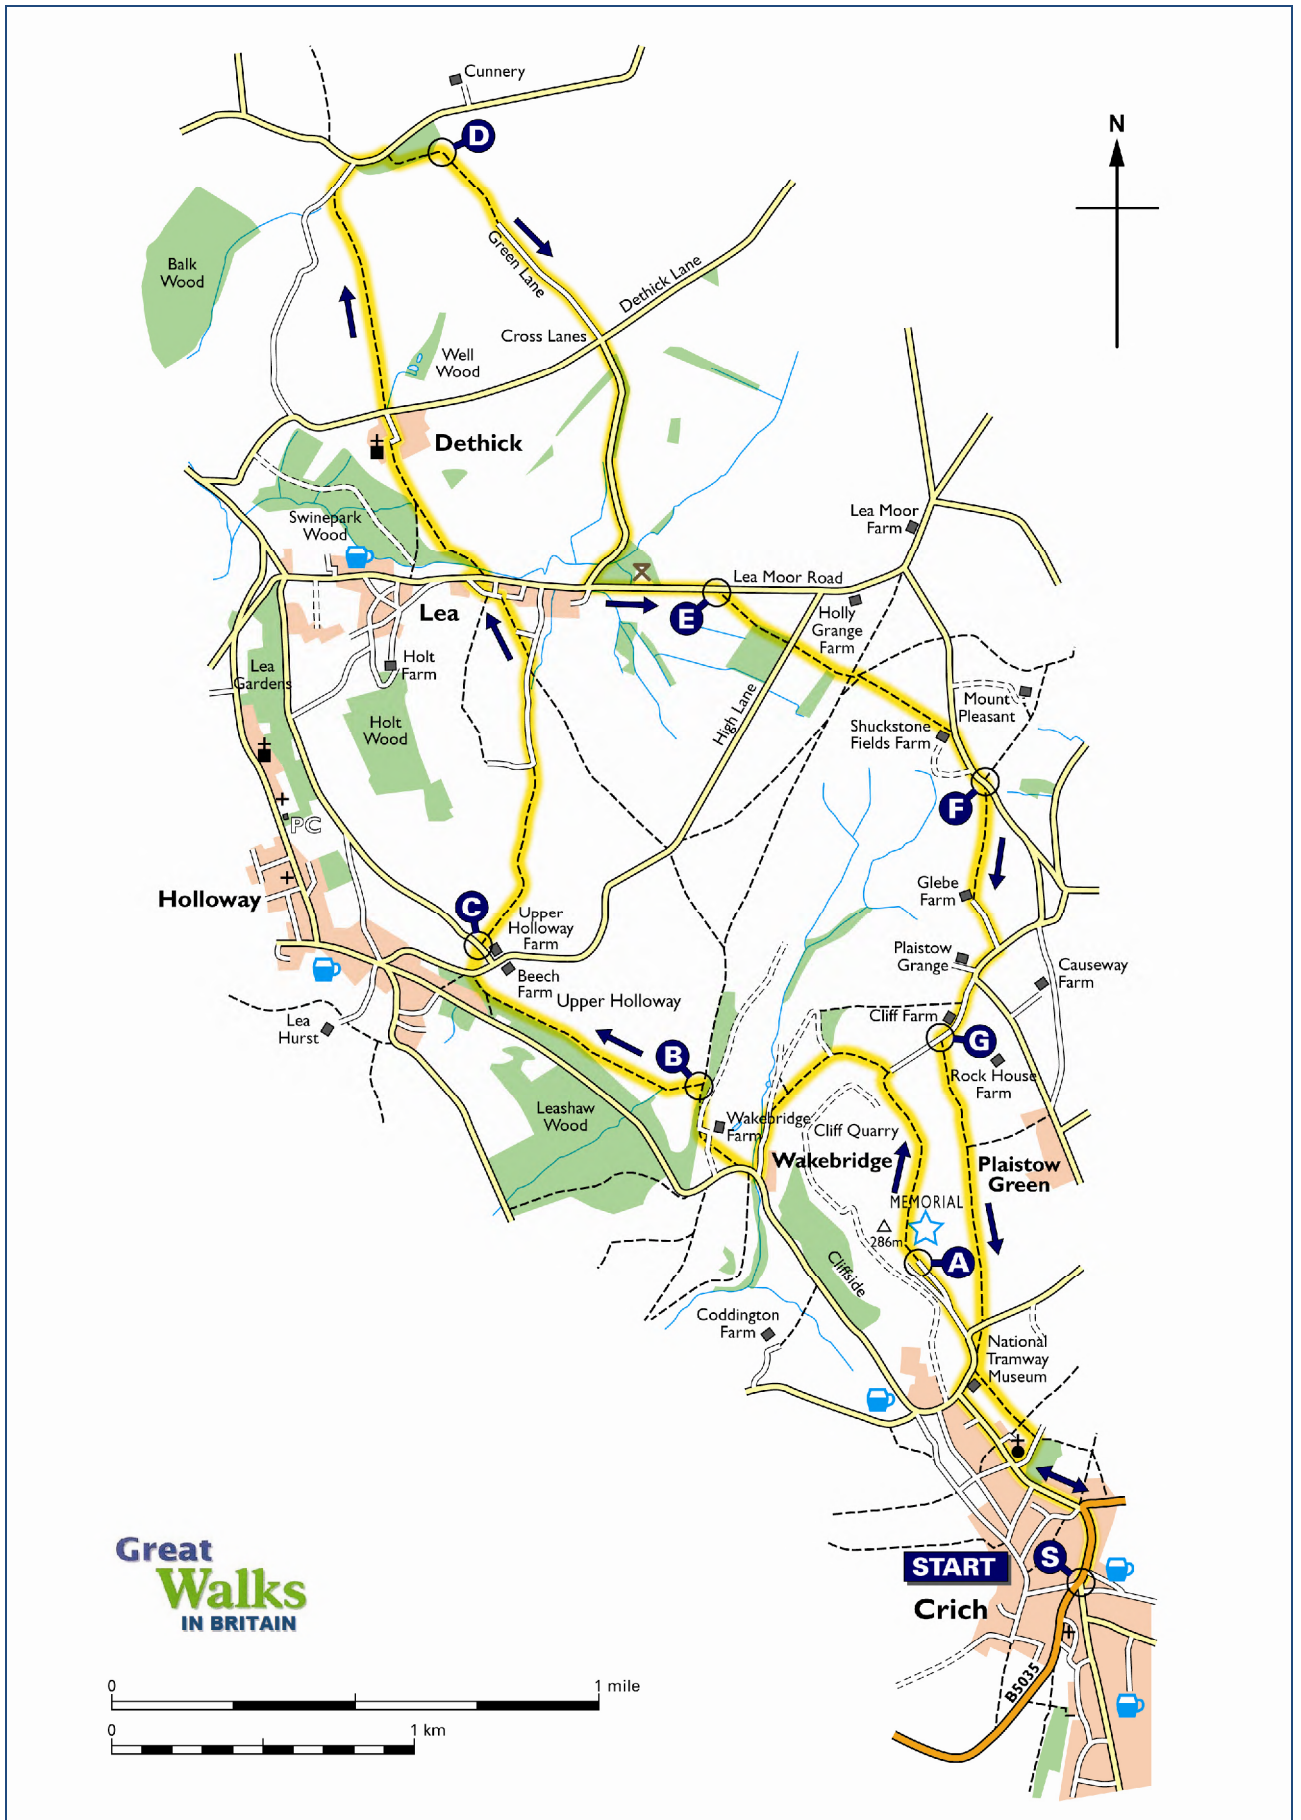 Cunnery
D
N
Green Lane
Dethick Lane
Balk
Wood
Cross Lanes
Well
Wood
Dethick
Swinepark
Wood
Lea Moor
Farm
Lea Moor Road
Lea
E
Holly
Grange
Farm
Holt
Farm
Lea
Gardens
High Lane
Mount
Pleasant
Holt
Wood
Shuckstone
Fields Farm
F
PC
Glebe
Farm
Holloway
C
Upper
Holloway
Farm
Plaistow
Grange
Causeway
Farm
Beech
Farm
Upper Holloway
Cliff Farm
Lea
Hurst
G
B
Rock House
Farm
Leashaw
Wood
Wakebridge
Farm
Cliff Quarry
Wakebridge
Plaistow
Green
MEMORIAL
286m
A
Cliffside
Coddington
Farm
National
Tramway
Museum
Great
Walks
IN BRITAIN
START
S
Crich
B5035
0
1 mile
0
1 km